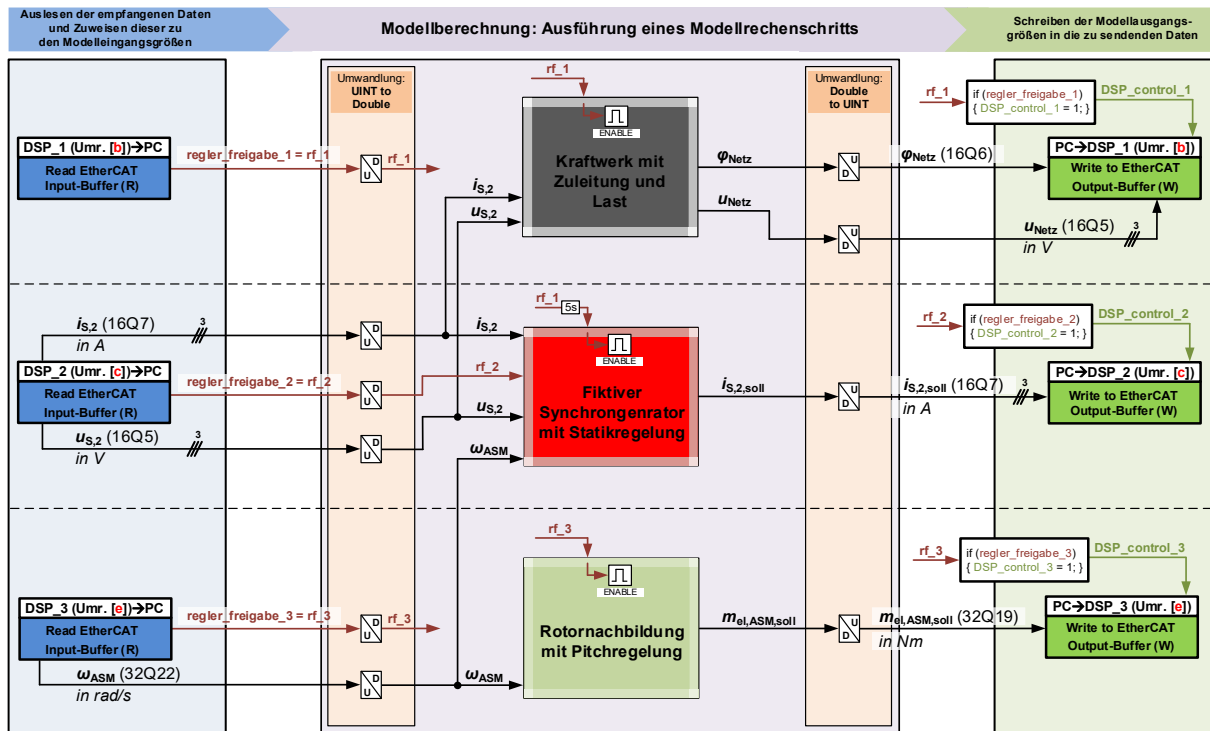 Auslesen der empfangenen Daten
und Zuweisen dieser zu
den Modelleingangsgrößen
Modellberechnung: Ausführung eines Modellrechenschritts
Schreiben der Modellausgangs-
größen in die zu sendenden Daten
Umwandlung:
UINT to
Double
Umwandlung:
Double
to UINT
rf_1
ENABLE
Kraftwerk mit
Zuleitung und
Last
DSP_1 (Umr. [b])→PC
Read EtherCAT
Input-Buffer (R)
regler_freigabe_1 = rf_1
D
U
rf_1
iS,2
uS,2
φNetz
U
D
φNetz (16Q6)
uNetz
U
D
uNetz (16Q5)
in V
3
rf_1
if (regler_freigabe_1)
{ DSP_control_1 = 1; }
DSP_control_1
PC→DSP_1 (Umr. [b])
Write to EtherCAT
Output-Buffer (W)
iS,2 (16Q7)
in A
3
D
U
iS,2
DSP_2 (Umr. [c])→PC
Read EtherCAT
Input-Buffer (R)
regler_freigabe_2 = rf_2
D
U
rf_2
uS,2 (16Q5)
in V
3
D
U
uS,2
ωASM
rf_1
5s
ENABLE
Fiktiver
Synchrongenrator
mit Statikregelung
iS,2,soll
U
D
iS,2,soll (16Q7)
in A
3
rf_2
if (regler_freigabe_2)
{ DSP_control_2 = 1; }
DSP_control_2
PC→DSP_2 (Umr. [c])
Write to EtherCAT
Output-Buffer (W)
DSP_3 (Umr. [e])→PC
Read EtherCAT
Input-Buffer (R)
regler_freigabe_3 = rf_3
D
U
rf_3
ωASM (32Q22)
in rad/s
D
U
ωASM
rf_3
ENABLE
Rotornachbildung
mit Pitchregelung
mel,ASM,soll
U
D
mel,ASM,soll (32Q19)
in Nm
rf_3
if (regler_freigabe_3)
{ DSP_control_3 = 1; }
DSP_control_3
PC→DSP_3 (Umr. [e])
Write to EtherCAT
Output-Buffer (W)